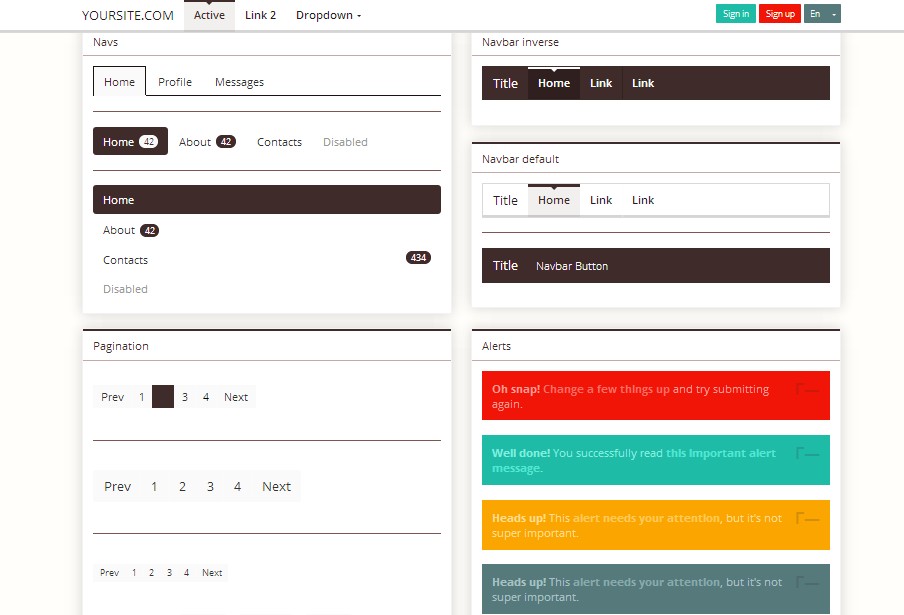 YOURSITE.COM Active Link 2 Dropdown Sign in Sign up En
Navs
Home Profile Messages
Home 42 About 42 Contacts Disabled
Home
About 42
Contacts 434
Disabled
Navbar inverse
Title Home Link Link
Navbar default
Title Home Link Link
Title Navbar Button
Pagination
Prev 1 3 4 Next
Prev 1 2 3 4 Next
Prev 1 2 3 4 Next
Alerts
Oh snap! Change a few things up and try submitting
again.
Well done! You successfully read this important alert
message.
Heads up! This alert needs your attention, but it's not
super important.
Heads up! This alert needs your attention, but it's not
super important.